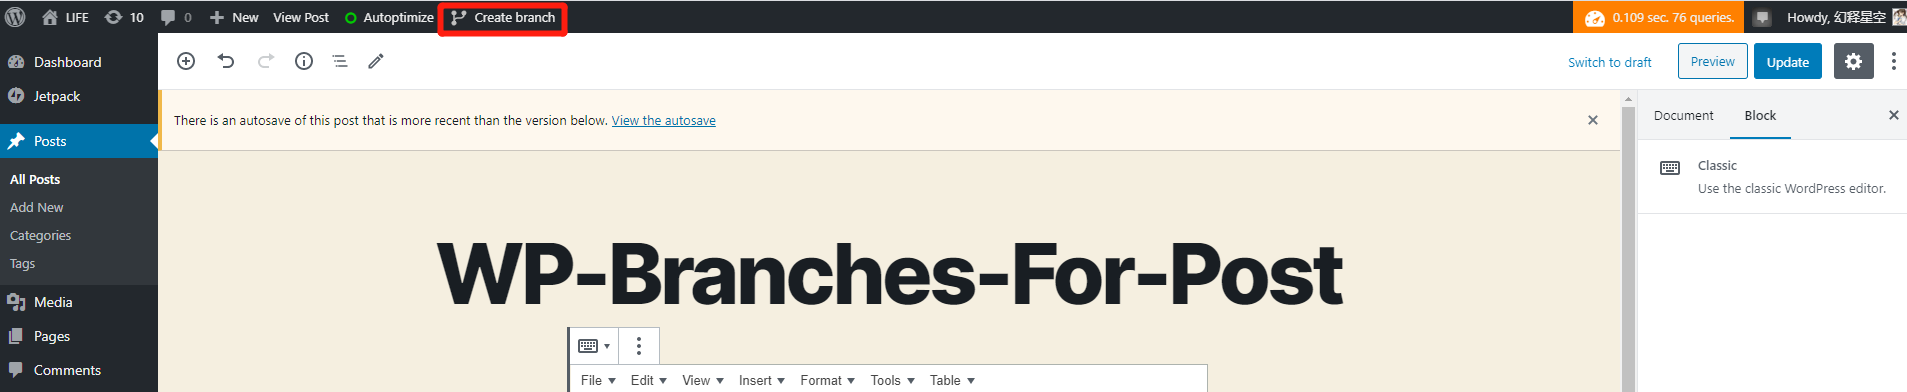 LIFE 10 0 New View Post Autoptimize Create branch 0.109 sec. 76 queries. Howdy, 幻释星空
Dashboard
Jetpack
Posts
All Posts
Add New
Categories
Tags
Media
Pages
Comments
Switch to draft Preview Update
There is an autosave of this post that is more recent than the version below. View the autosave
WP-Branches-For-Post
File Edit View Insert Format Tools Table
Document Block
Classic
Use the classic WordPress editor.